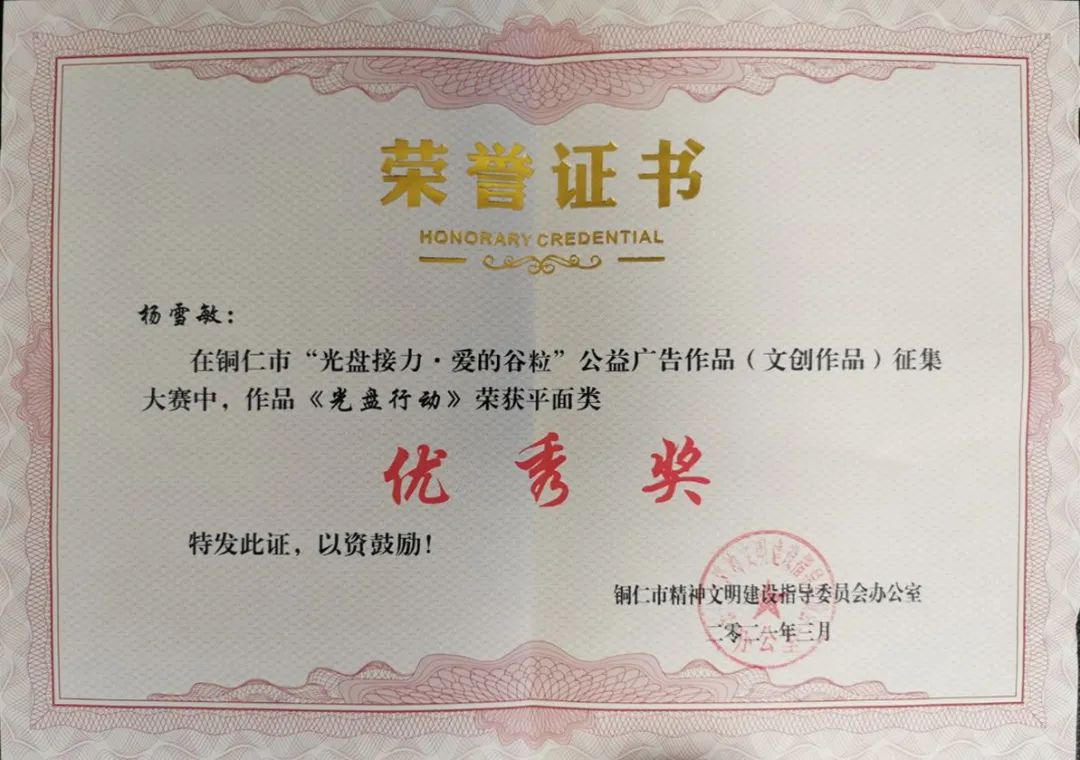 荣誉证书
HONORARY CREDENTIAL
杨雪敏：
在铜仁市“光盘接力·爱的谷粒”公益广告作品（文创作品）征集
大赛中，作品《光盘行动》荣获平面类
优秀奖
特发此证，以资鼓励！
铜仁市精神文明建设指导委员会办公室
二零二一年三月
办公室